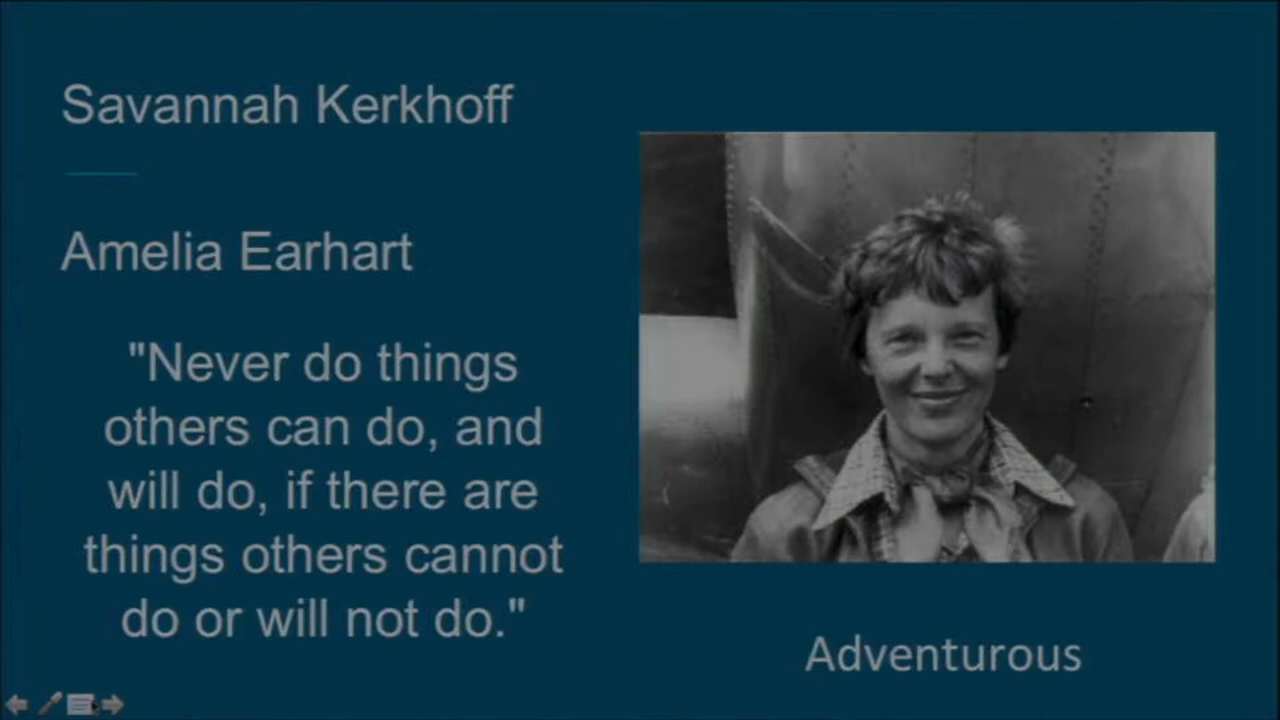 Savannah Kerkhoff
Amelia Earhart
"Never do things
others can do, and
will do, if there are
things others cannot
do or will not do."
Adventurous